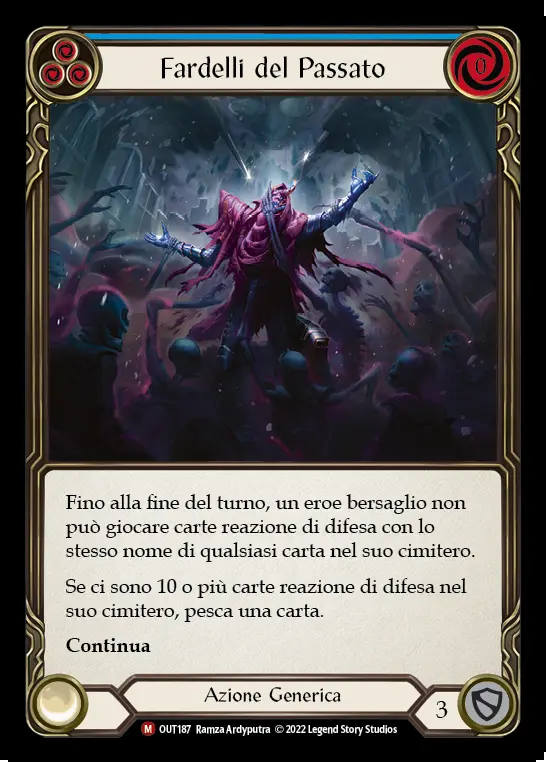 Fardelli del Passato
0
Fino alla fine del turno, un eroe bersaglio non
può giocare carte reazione di difesa con lo
stesso nome di qualsiasi carta nel suo cimitero.
Se ci sono 10 o più carte reazione di difesa nel
suo cimitero, pesca una carta.
Continua
Azione Generica
3
M OUT187 Ramza Ardyputra © 2022 Legend Story Studios